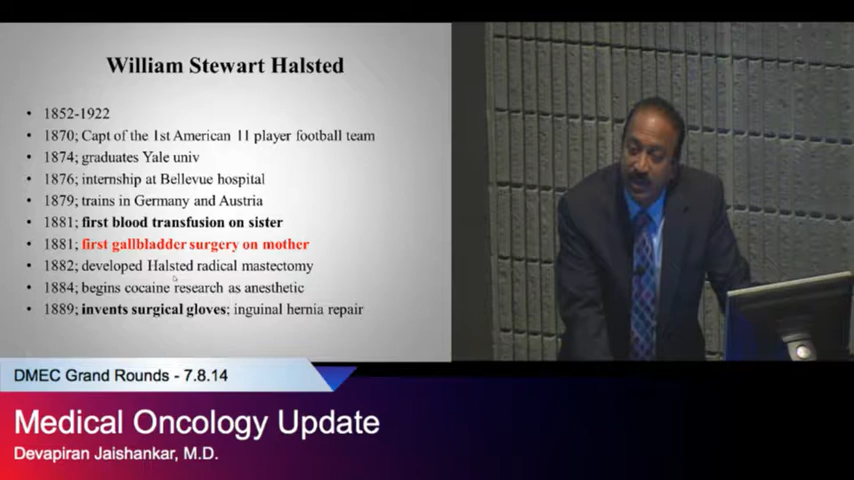 William Stewart Halsted
• 1852-1922
• 1870; Capt of the 1st American 11 player football team
• 1874; graduates Yale univ
• 1876; internship at Bellevue hospital
• 1879; trains in Germany and Austria
• 1881; first blood transfusion on sister
• 1881; first gallbladder surgery on mother
• 1882; developed Halsted radical mastectomy
• 1884; begins cocaine research as anesthetic
• 1889; invents surgical gloves; inguinal hernia repair
DMEC Grand Rounds - 7.8.14
Medical Oncology Update
Devapiran Jaishankar, M.D.